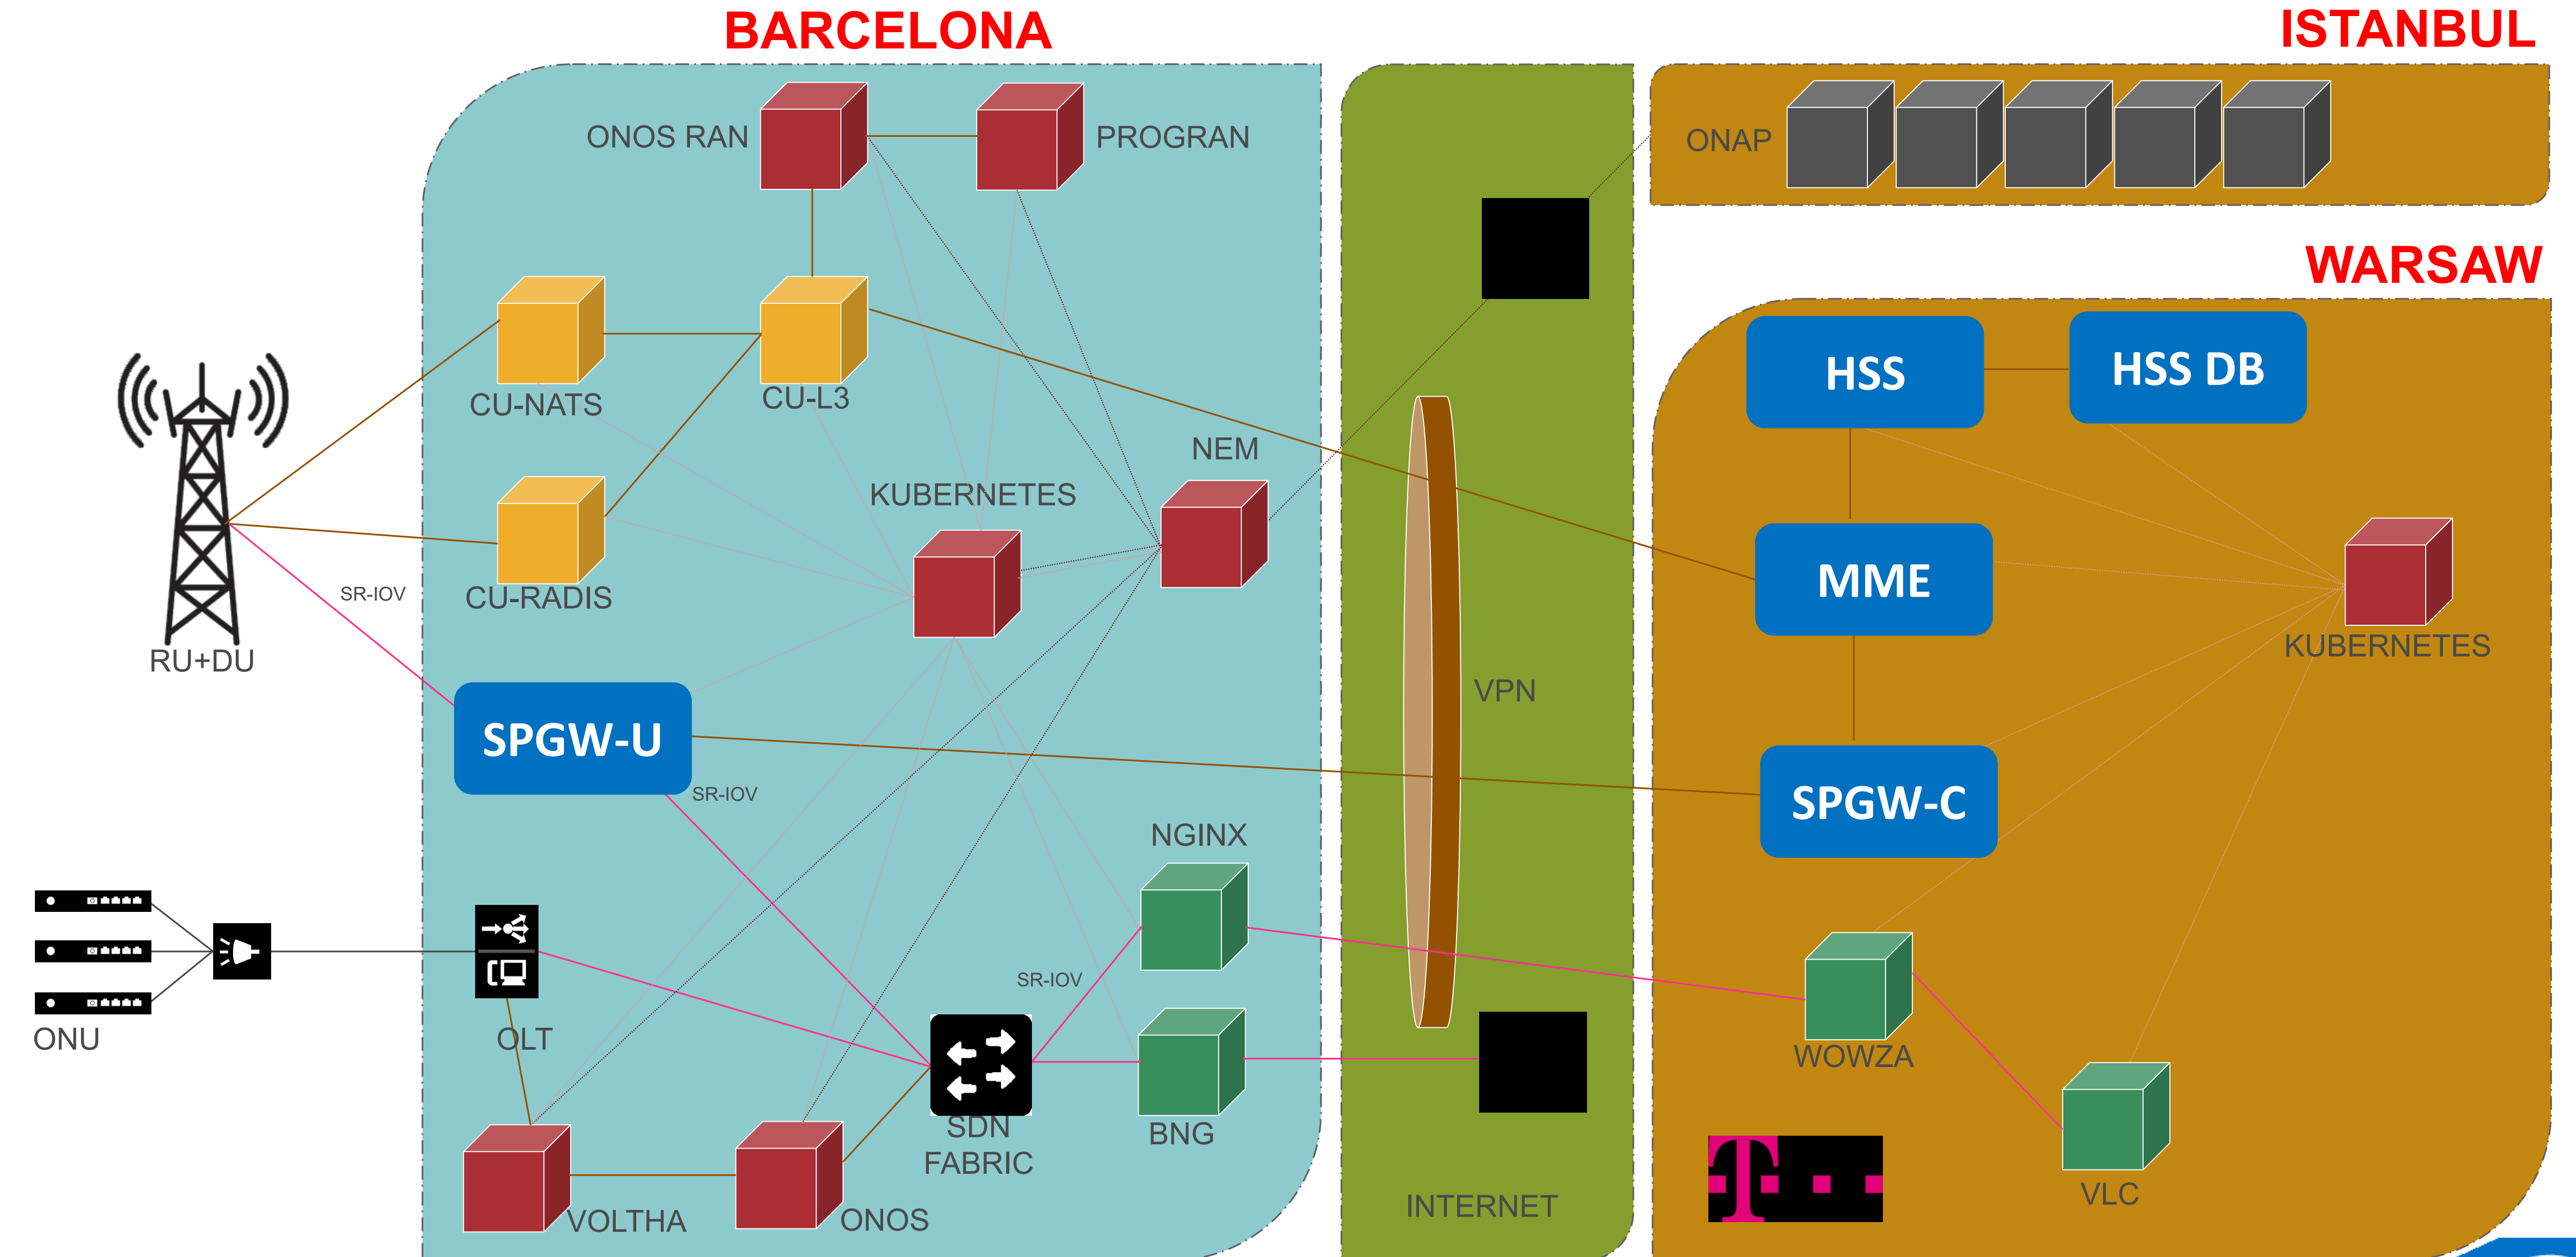 BARCELONA
ISTANBUL
ONOS RAN
PROGRAN
ONAP
WARSAW
HSS
HSS DB
CU-NATS
CU-L3
NEM
KUBERNETES
MME
CU-RADIS
SR-IOV
RU+DU
KUBERNETES
VPN
SPGW-U
SR-IOV
SPGW-C
NGINX
SR-IOV
ONU
OLT
WOWZA
SDN
FABRIC
BNG
VLC
VOLTHA
ONOS
INTERNET
T